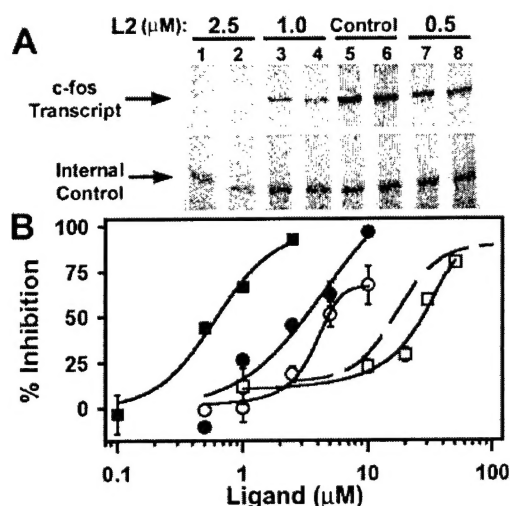 L2 (μM): 2.5 1.0 Control 0.5
A 1 2 3 4 5 6 7 8
c-fos
Transcript
Internal
Control
B
100
75
50
25
0
% Inhibition
0.1 1 10 100
Ligand (μM)